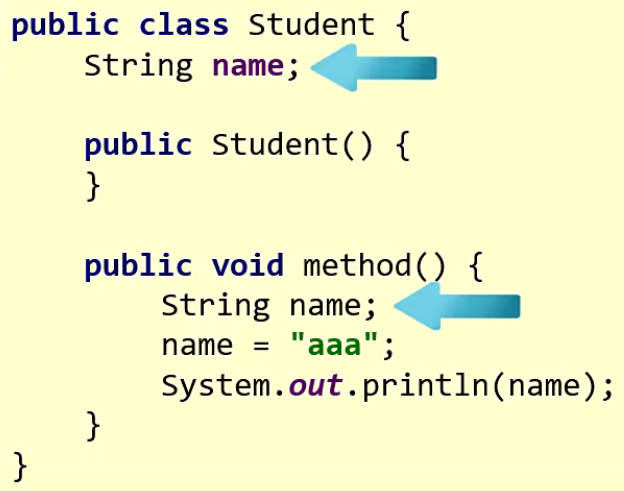 public class Student {
String name;
public Student() {
}
public void method() {
String name;
name = "aaa";
System.out.println(name);
}
}